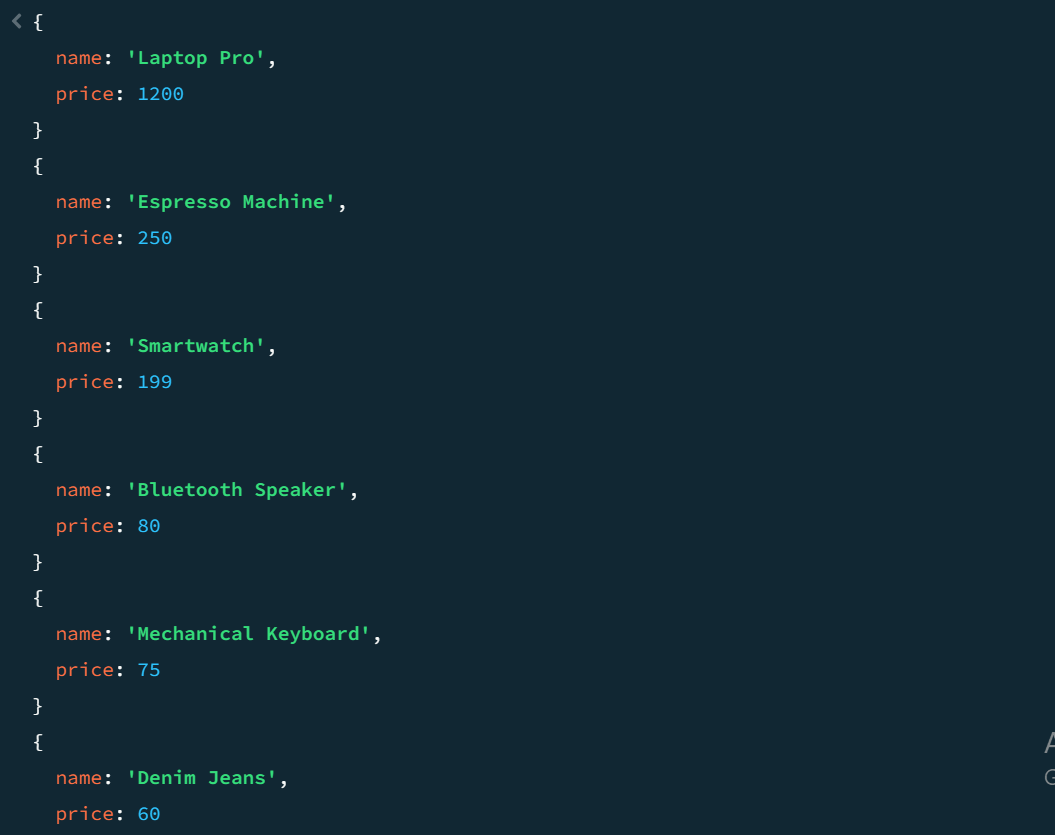 {
name: 'Laptop Pro',
price: 1200
}
{
name: 'Espresso Machine',
price: 250
}
{
name: 'Smartwatch',
price: 199
}
{
name: 'Bluetooth Speaker',
price: 80
}
{
name: 'Mechanical Keyboard',
price: 75
}
{
name: 'Denim Jeans',
price: 60